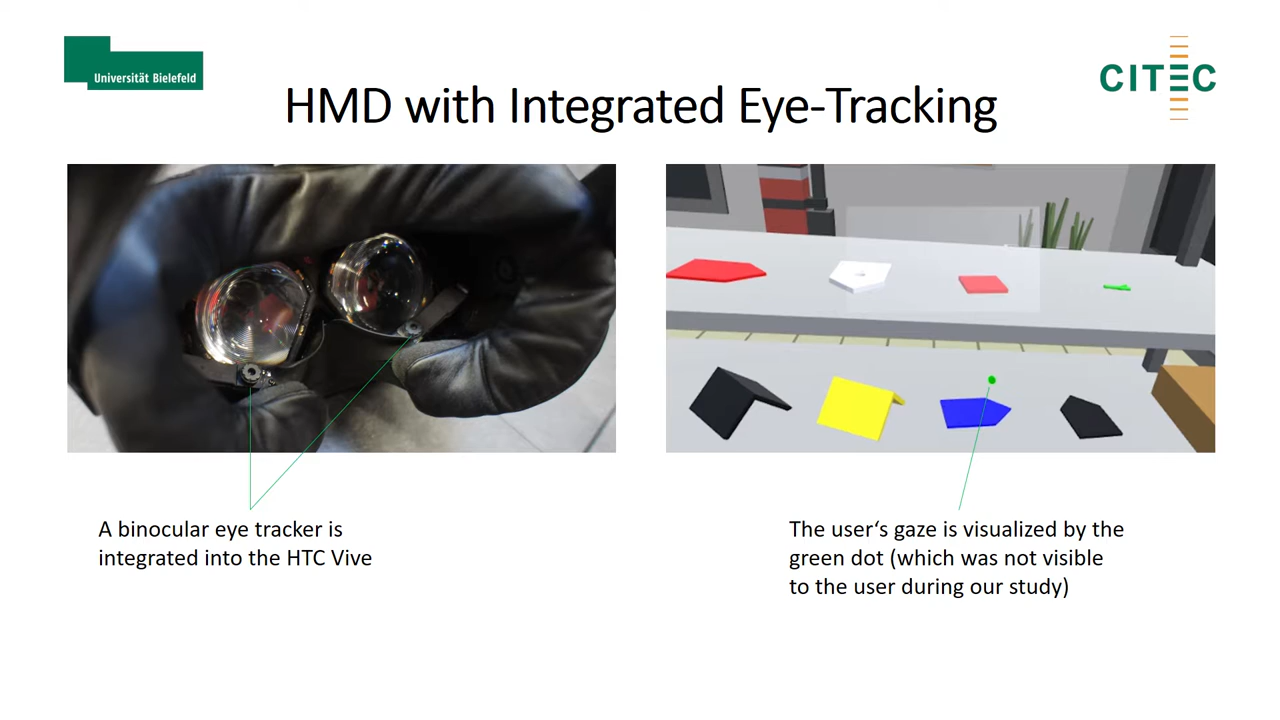 Universität Bielefeld
CITEC
HMD with Integrated Eye-Tracking
A binocular eye tracker is
integrated into the HTC Vive
The user‘s gaze is visualized by the
green dot (which was not visible
to the user during our study)